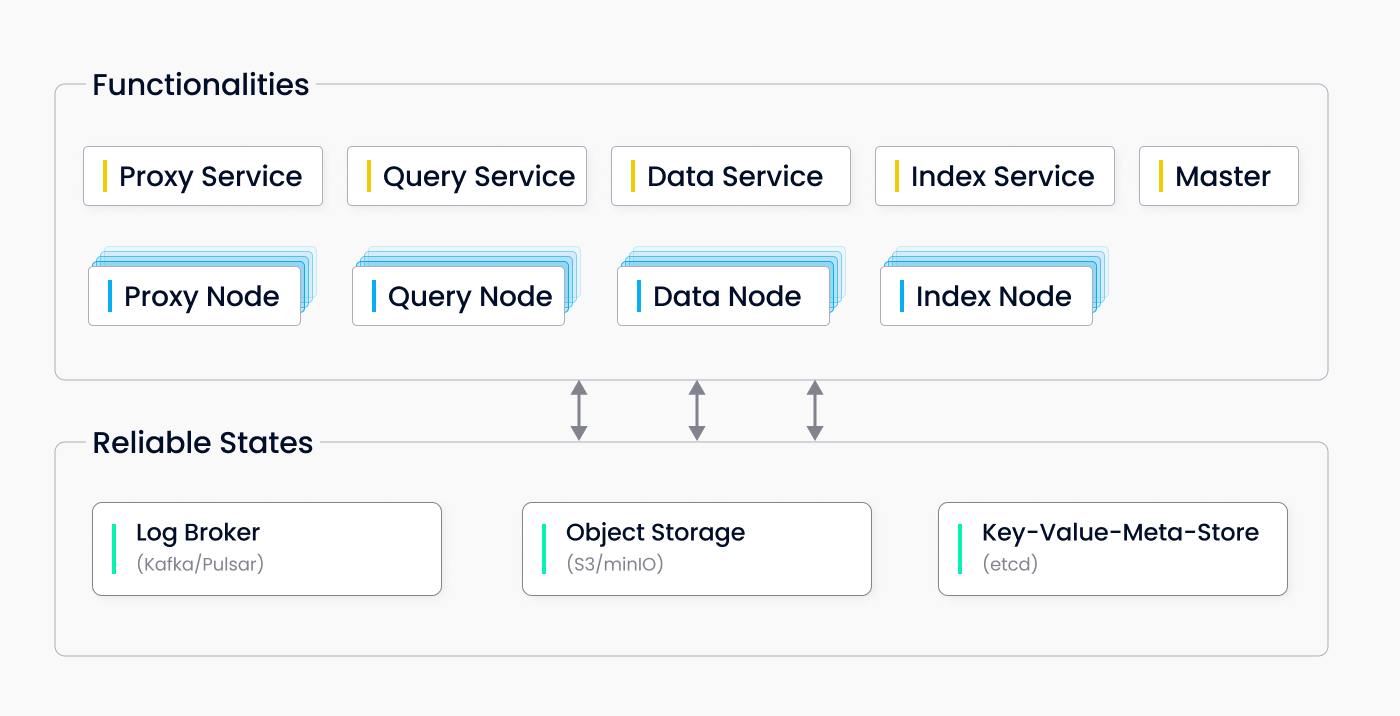 Functionalities
Proxy Service
Query Service
Data Service
Index Service
Master
Proxy Node
Query Node
Data Node
Index Node
Reliable States
Log Broker
(Kafka/Pulsar)
Object Storage
(S3/minIO)
Key-Value-Meta-Store
(etcd)